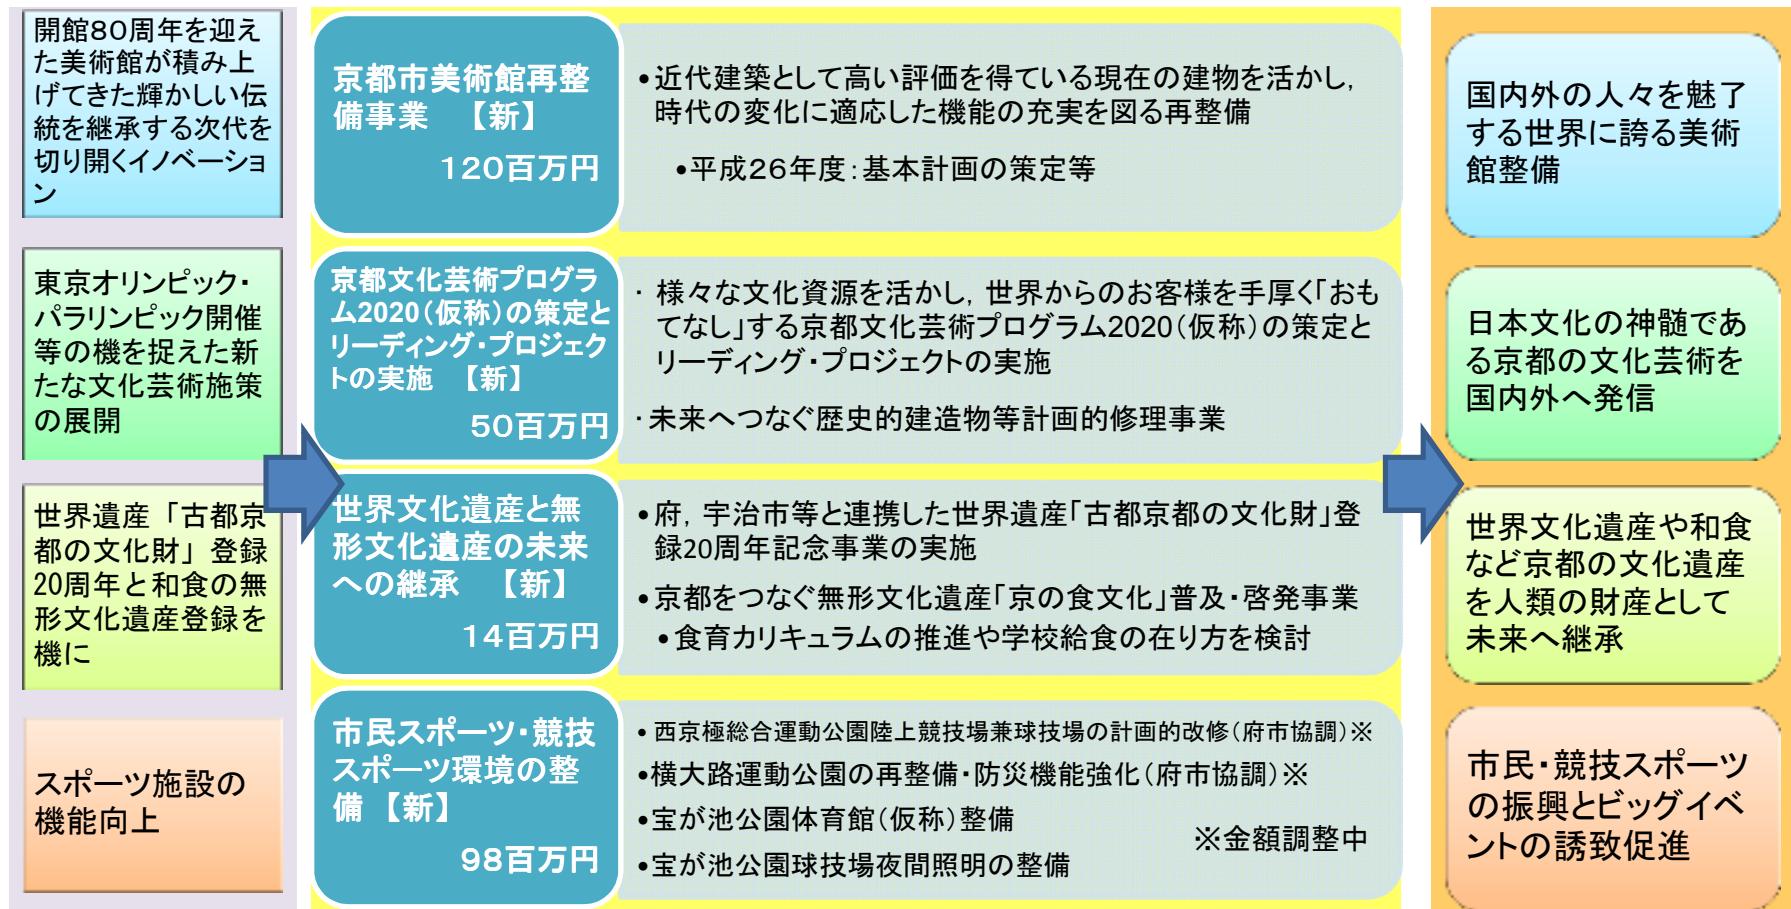 開館80周年を迎え
た美術館が積み上
げてきた輝かしい伝
統を継承する次代を
切り開くイノベーショ
ン
京都市美術館再整
備事業　【新】
120百万円
•近代建築として高い評価を得ている現在の建物を活かし，
時代の変化に適応した機能の充実を図る再整備
•平成26年度：基本計画の策定等
国内外の人々を魅了
する世界に誇る美術
館整備
東京オリンピック・
パラリンピック開催
等の機を捉えた新
たな文化芸術施策
の展開
京都文化芸術プログラ
ム2020（仮称）の策定と
リーディング・プロジェク
トの実施　【新】
50百万円
・様々な文化資源を活かし，世界からのお客様を手厚く「おも
てなし」する京都文化芸術プログラム2020（仮称）の策定と
リーディング・プロジェクトの実施
・未来へつなぐ歴史的建造物等計画的修理事業
日本文化の神髄であ
る京都の文化芸術を
国内外へ発信
世界遺産「古都京
都の文化財」登録
20周年と和食の無
形文化遺産登録を
機に
世界文化遺産と無
形文化遺産の未来
への継承　【新】
14百万円
•府，宇治市等と連携した世界遺産「古都京都の文化財」登
録20周年記念事業の実施
•京都をつなぐ無形文化遺産「京の食文化」普及・啓発事業
•食育カリキュラムの推進や学校給食の在り方を検討
世界文化遺産や和食
など京都の文化遺産
を人類の財産として
未来へ継承
スポーツ施設の
機能向上
市民スポーツ・競技
スポーツ環境の整
備【新】
98百万円
•西京極総合運動公園陸上競技場兼球技場の計画的改修（府市協調）※
•横大路運動公園の再整備・防災機能強化（府市協調）※
•宝が池公園体育館（仮称）整備
※金額調整中
•宝が池公園球技場夜間照明の整備
市民・競技スポーツ
の振興とビッグイベ
ントの誘致促進